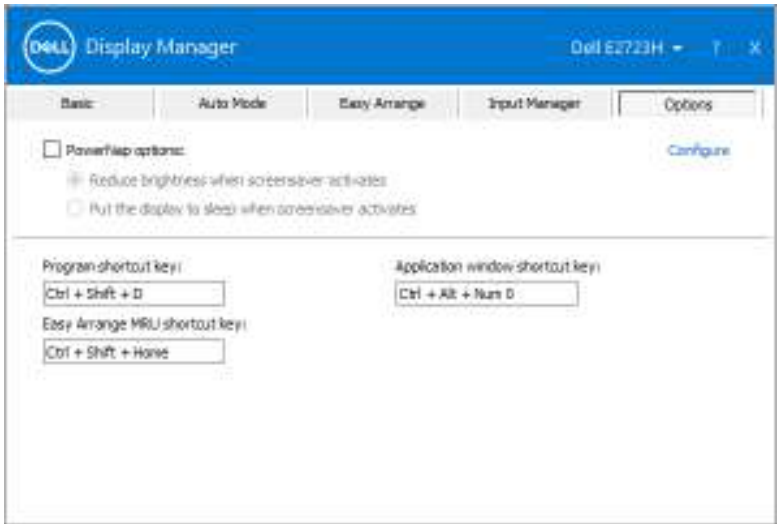 DELL Display Manager Dell E2723H ? X
Basic Auto Mode Easy Arrange Input Manager Options
PowerNap options: Configure
Reduce brightness when screensaver activates
Put the display to sleep when screensaver activates
Program shortcut key: Application window shortcut key:
Ctrl + Shift + D Ctrl + Alt + Num 0
Easy Arrange MRU shortcut key:
Ctrl + Shift + Home